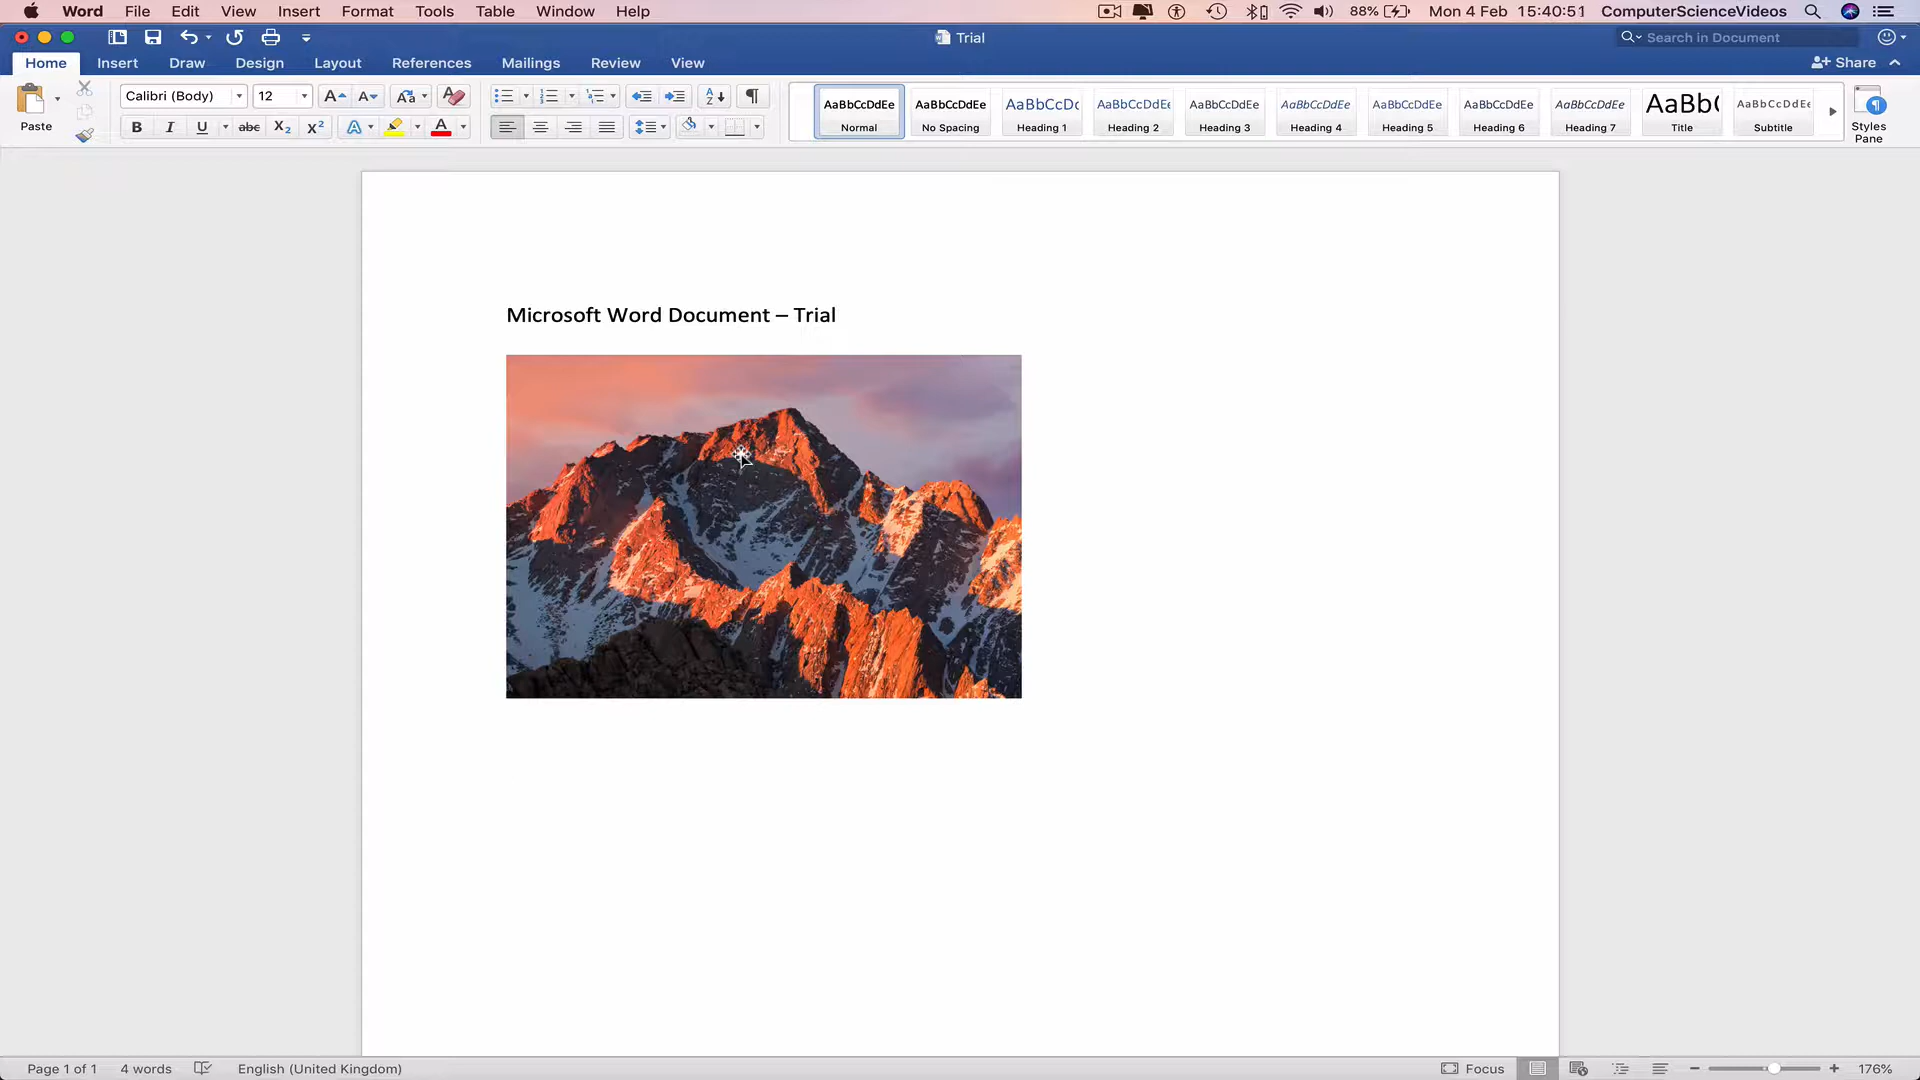 Word File Edit View Insert Format Tools Table Window Help 88% Mon 4 Feb 15:40:51 ComputerScienceVideos
Trial Search in Document
Home Insert Draw Design Layout References Mailings Review View Share
Calibri (Body) 12
AaBbCcDdEe AaBbCcDdEe AaBbCcDc AaBbCcDdEe AaBbCcDdEe AaBbCcDdEe AaBbCcDdEe AaBbCcDdEe AaBbCcDdEe AaBb( AaBbCcDdEe
Paste B I U abc X₂ X² A A Normal No Spacing Heading 1 Heading 2 Heading 3 Heading 4 Heading 5 Heading 6 Heading 7 Title Subtitle Styles
Pane
Microsoft Word Document – Trial
Page 1 of 1 4 words English (United Kingdom) Focus 176%